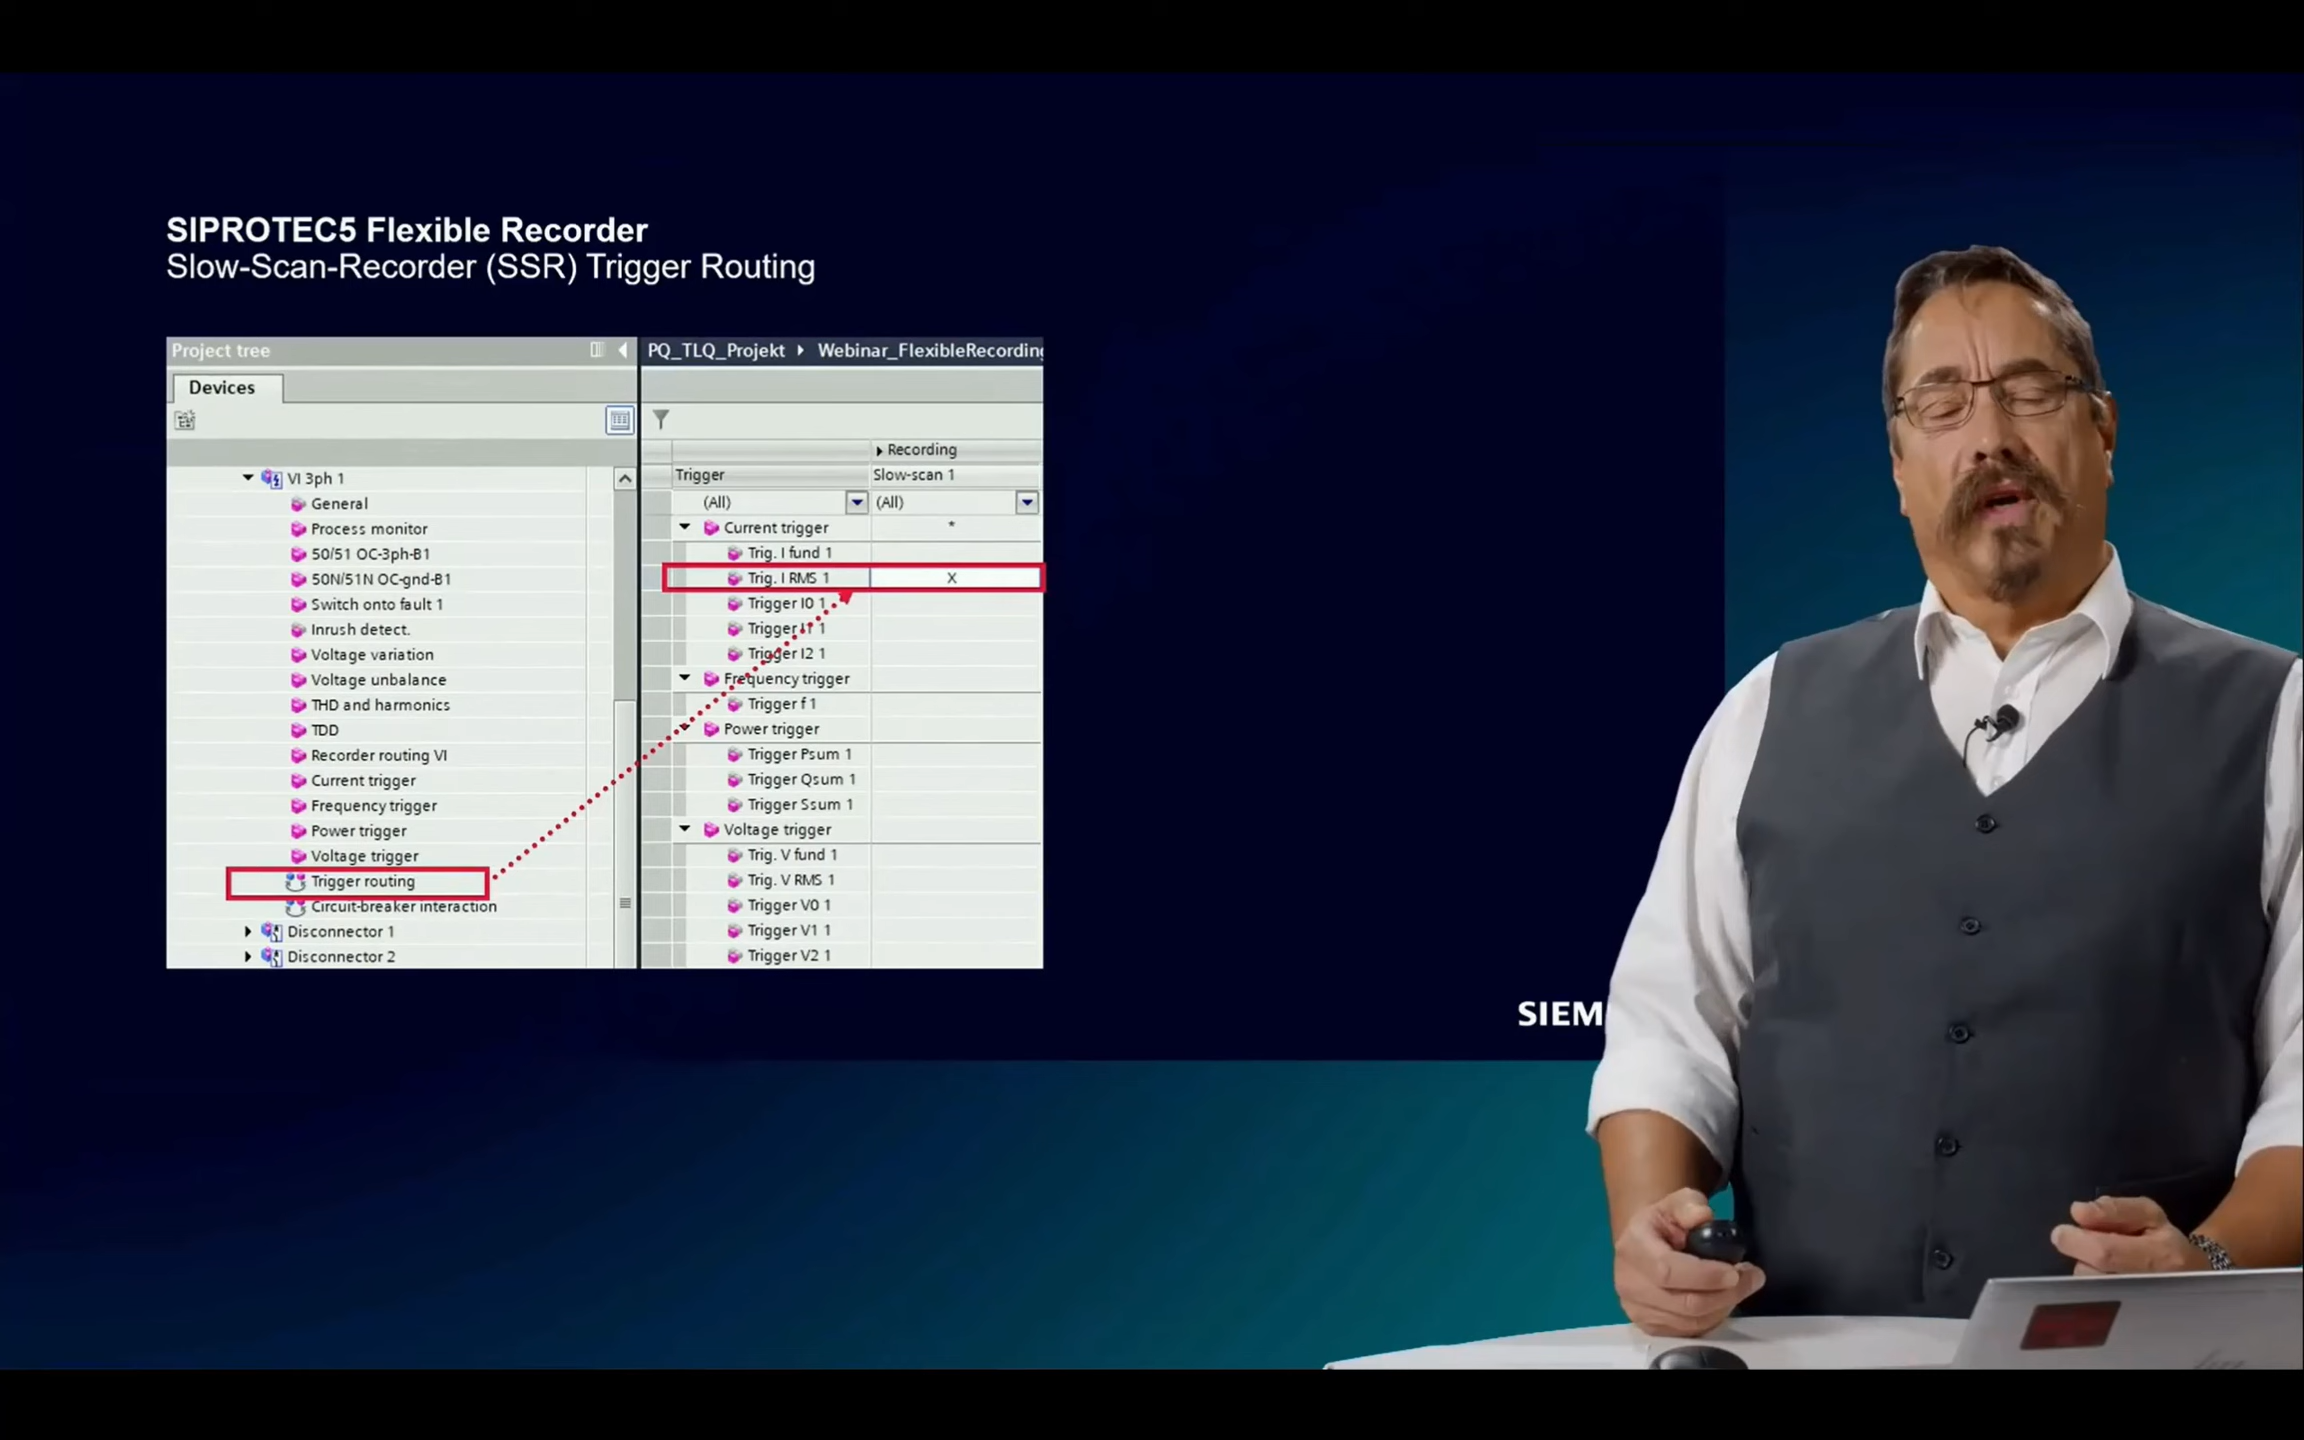 SIPROTEC5 Flexible Recorder
Slow-Scan-Recorder (SSR) Trigger Routing
Project tree
Devices
VI 3ph 1
General
Process monitor
50/51 OC-3ph-B1
50N/51N OC-gnd-B1
Switch onto fault 1
Inrush detect.
Voltage variation
Voltage unbalance
THD and harmonics
TDD
Recorder routing VI
Current trigger
Frequency trigger
Power trigger
Voltage trigger
Trigger routing
Circuit-breaker interaction
Disconnector 1
Disconnector 2
PQ_TLQ_Projekt Webinar_FlexibleRecording
Recording
Trigger Slow-scan 1
(All) (All)
Current trigger *
Trig. I fund 1
Trig. I RMS 1 X
Trigger I0 1
Trigger I1 1
Trigger I2 1
Frequency trigger
Trigger f 1
Power trigger
Trigger Psum 1
Trigger Qsum 1
Trigger Ssum 1
Voltage trigger
Trig. V fund 1
Trig. V RMS 1
Trigger V0 1
Trigger V1 1
Trigger V2 1
SIEM